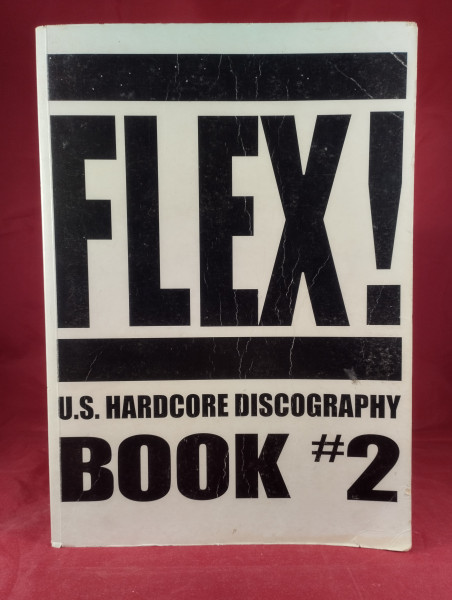 FLEX!
U.S. HARDCORE DISCOGRAPHY
BOOK #2